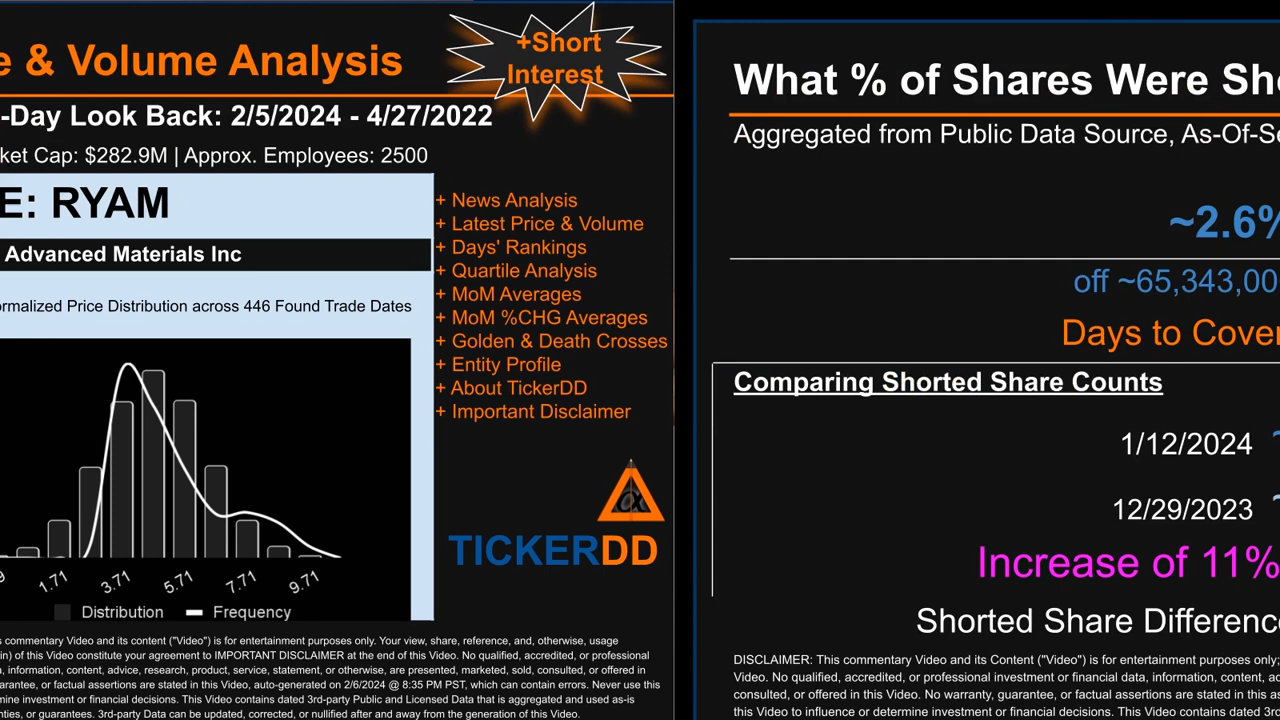 e & Volume Analysis
+Short
Interest
-Day Look Back: 2/5/2024 - 4/27/2022
ket Cap: $282.9M | Approx. Employees: 2500
E: RYAM
Advanced Materials Inc
ormalized Price Distribution across 446 Found Trade Dates
9 1.71 3.71 5.71 7.71 9.71
Distribution Frequency
+ News Analysis
+ Latest Price & Volume
+ Days' Rankings
+ Quartile Analysis
+ MoM Averages
+ MoM %CHG Averages
+ Golden & Death Crosses
+ Entity Profile
+ About TickerDD
+ Important Disclaimer
TICKERDD
s commentary Video and its content ("Video") is for entertainment purposes only. Your view, share, reference, and, otherwise, usage
in) of this Video constitute your agreement to IMPORTANT DISCLAIMER at the end of this Video. No qualified, accredited, or professional
a, information, content, advice, research, product, service, statement, or otherwise, are presented, marketed, sold, consulted, or offered in
arantee, or factual assertions are stated in this Video, auto-generated on 2/6/2024 @ 8:35 PM PST, which can contain errors. Never use this
mine investment or financial decisions. This Video contains dated 3rd-party Public and Licensed Data that is aggregated and used as-is
nties, or guarantees. 3rd-party Data can be updated, corrected, or nullified after and away from the generation of this Video.
What % of Shares Were Sho
Aggregated from Public Data Source, As-Of-Se
~2.6%
off ~65,343,00
Days to Cover
Comparing Shorted Share Counts
1/12/2024 ~
12/29/2023 ~
Increase of 11%
Shorted Share Difference
DISCLAIMER: This commentary Video and its Content ("Video") is for entertainment purposes only;
Video. No qualified, accredited, or professional investment or financial data, information, content, ad
consulted, or offered in this Video. No warranty, guarantee, or factual assertions are stated in this as
this Video to influence or determine investment or financial decisions. This Video contains dated 3rd